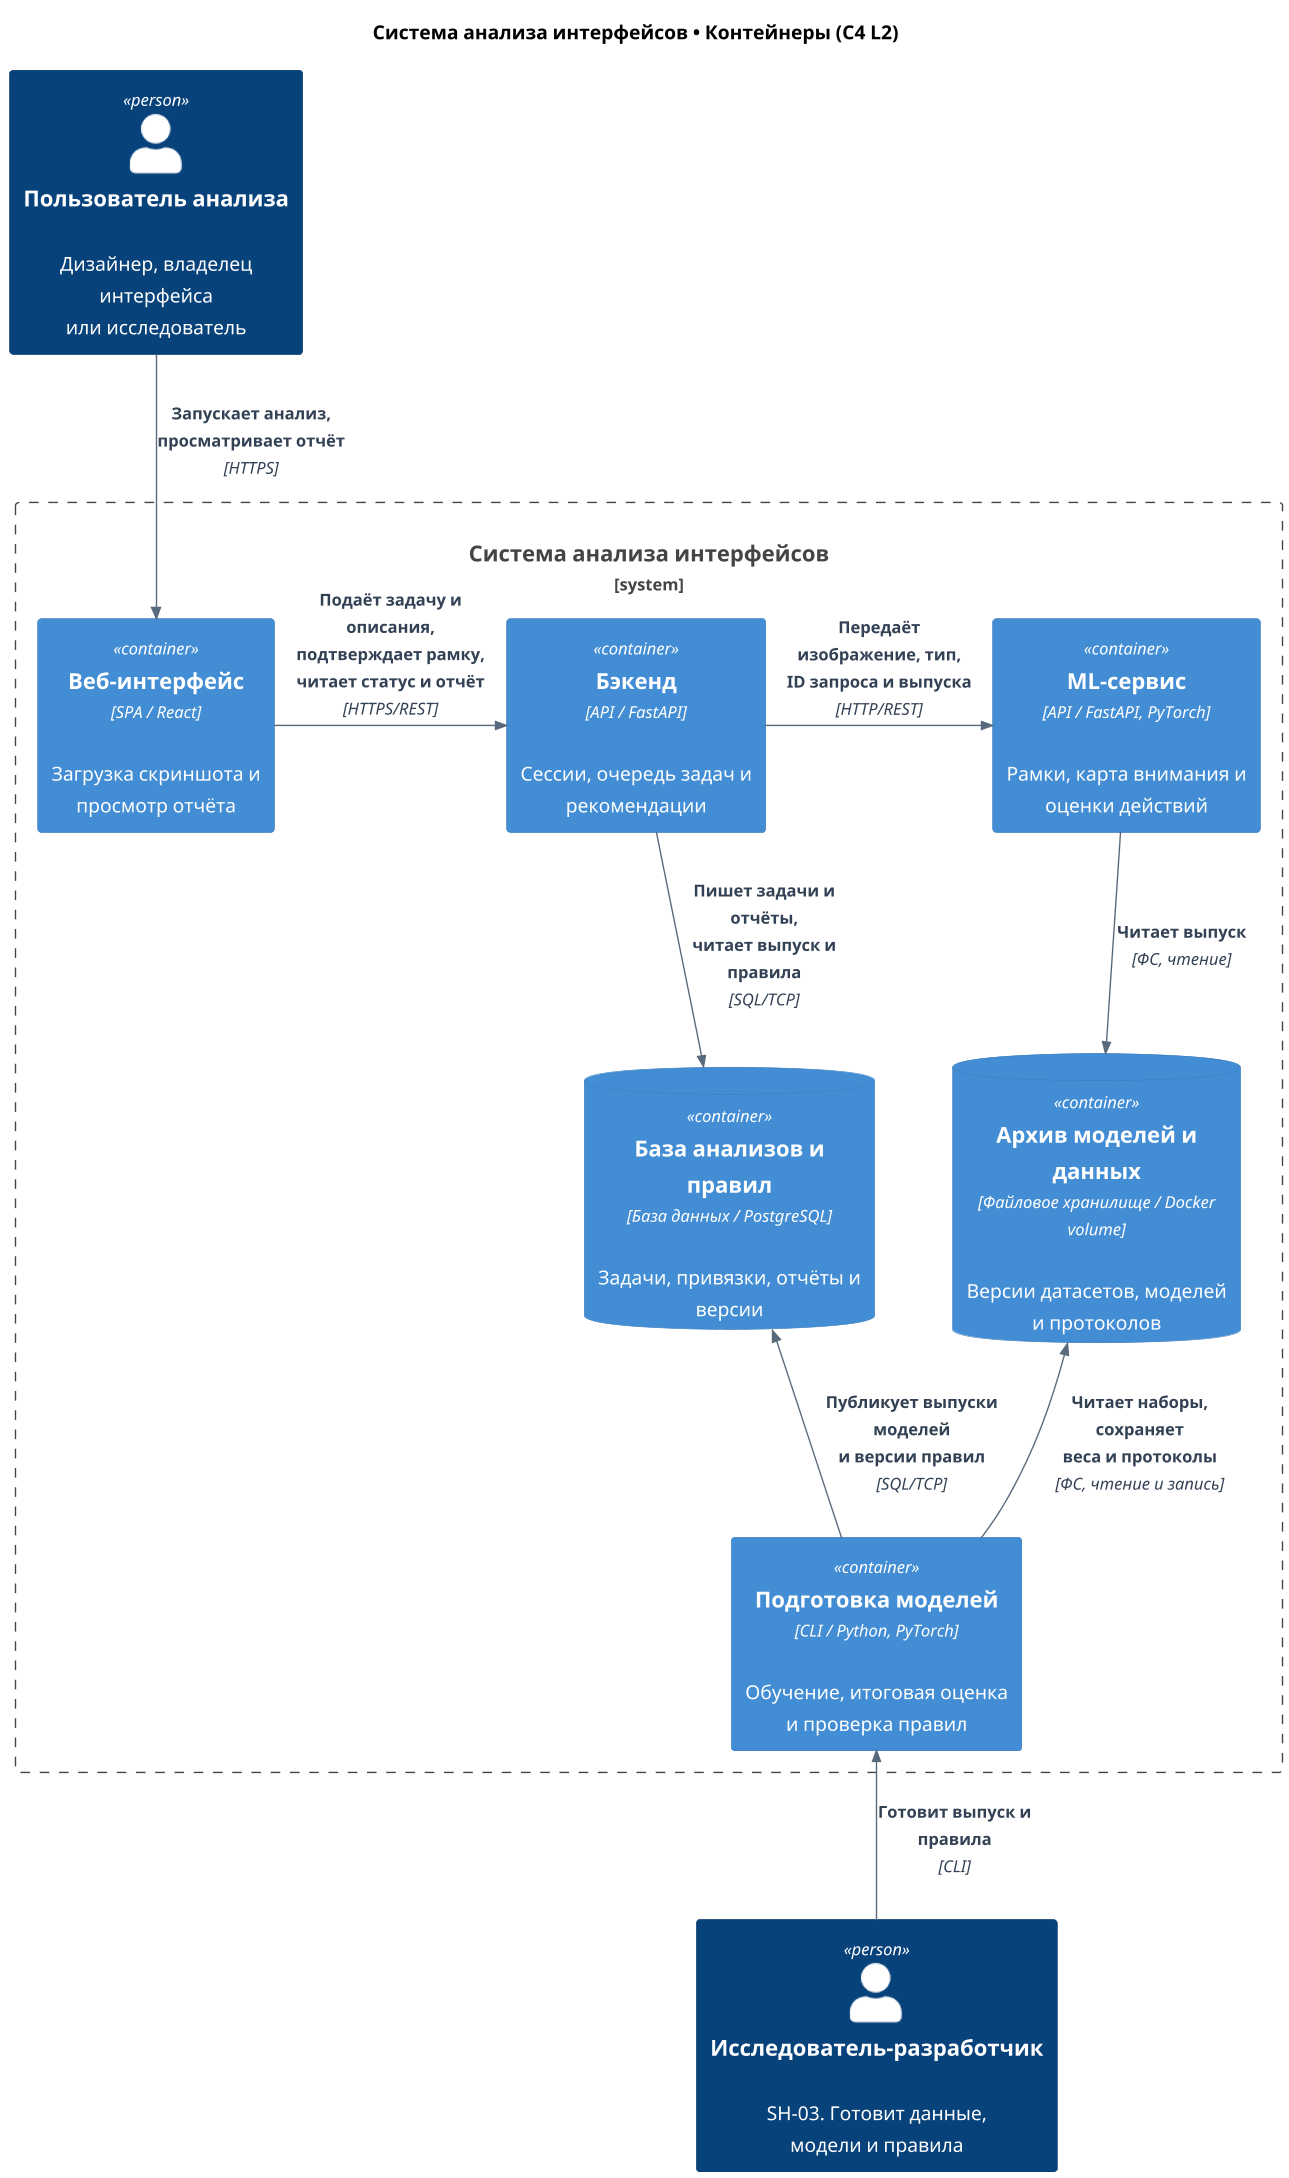 Система анализа интерфейсов • Контейнеры (C4 L2)
«person»
Пользователь анализа
Дизайнер, владелец
интерфейса
или исследователь
Запускает анализ,
просматривает отчёт
[HTTPS]
Система анализа интерфейсов
[system]
«container»
Веб-интерфейс
[SPA / React]
Загрузка скриншота и
просмотр отчёта
Подаёт задачу и
описания,
подтверждает рамку,
читает статус и отчёт
[HTTPS/REST]
«container»
Бэкенд
[API / FastAPI]
Сессии, очередь задач и
рекомендации
Передаёт
изображение, тип,
ID запроса и выпуска
[HTTP/REST]
«container»
ML-сервис
[API / FastAPI, PyTorch]
Рамки, карта внимания и
оценки действий
Пишет задачи и
отчёты,
читает выпуск и
правила
[SQL/TCP]
Читает выпуск
[ФС, чтение]
«container»
База анализов и
правил
[База данных / PostgreSQL]
Задачи, привязки, отчёты и
версии
«container»
Архив моделей и
данных
[Файловое хранилище / Docker
volume]
Версии датасетов, моделей
и протоколов
Публикует выпуски
моделей
и версии правил
[SQL/TCP]
Читает наборы,
сохраняет
веса и протоколы
[ФС, чтение и запись]
«container»
Подготовка моделей
[CLI / Python, PyTorch]
Обучение, итоговая оценка
и проверка правил
Готовит выпуск и
правила
[CLI]
«person»
Исследователь-разработчик
SH-03. Готовит данные,
модели и правила